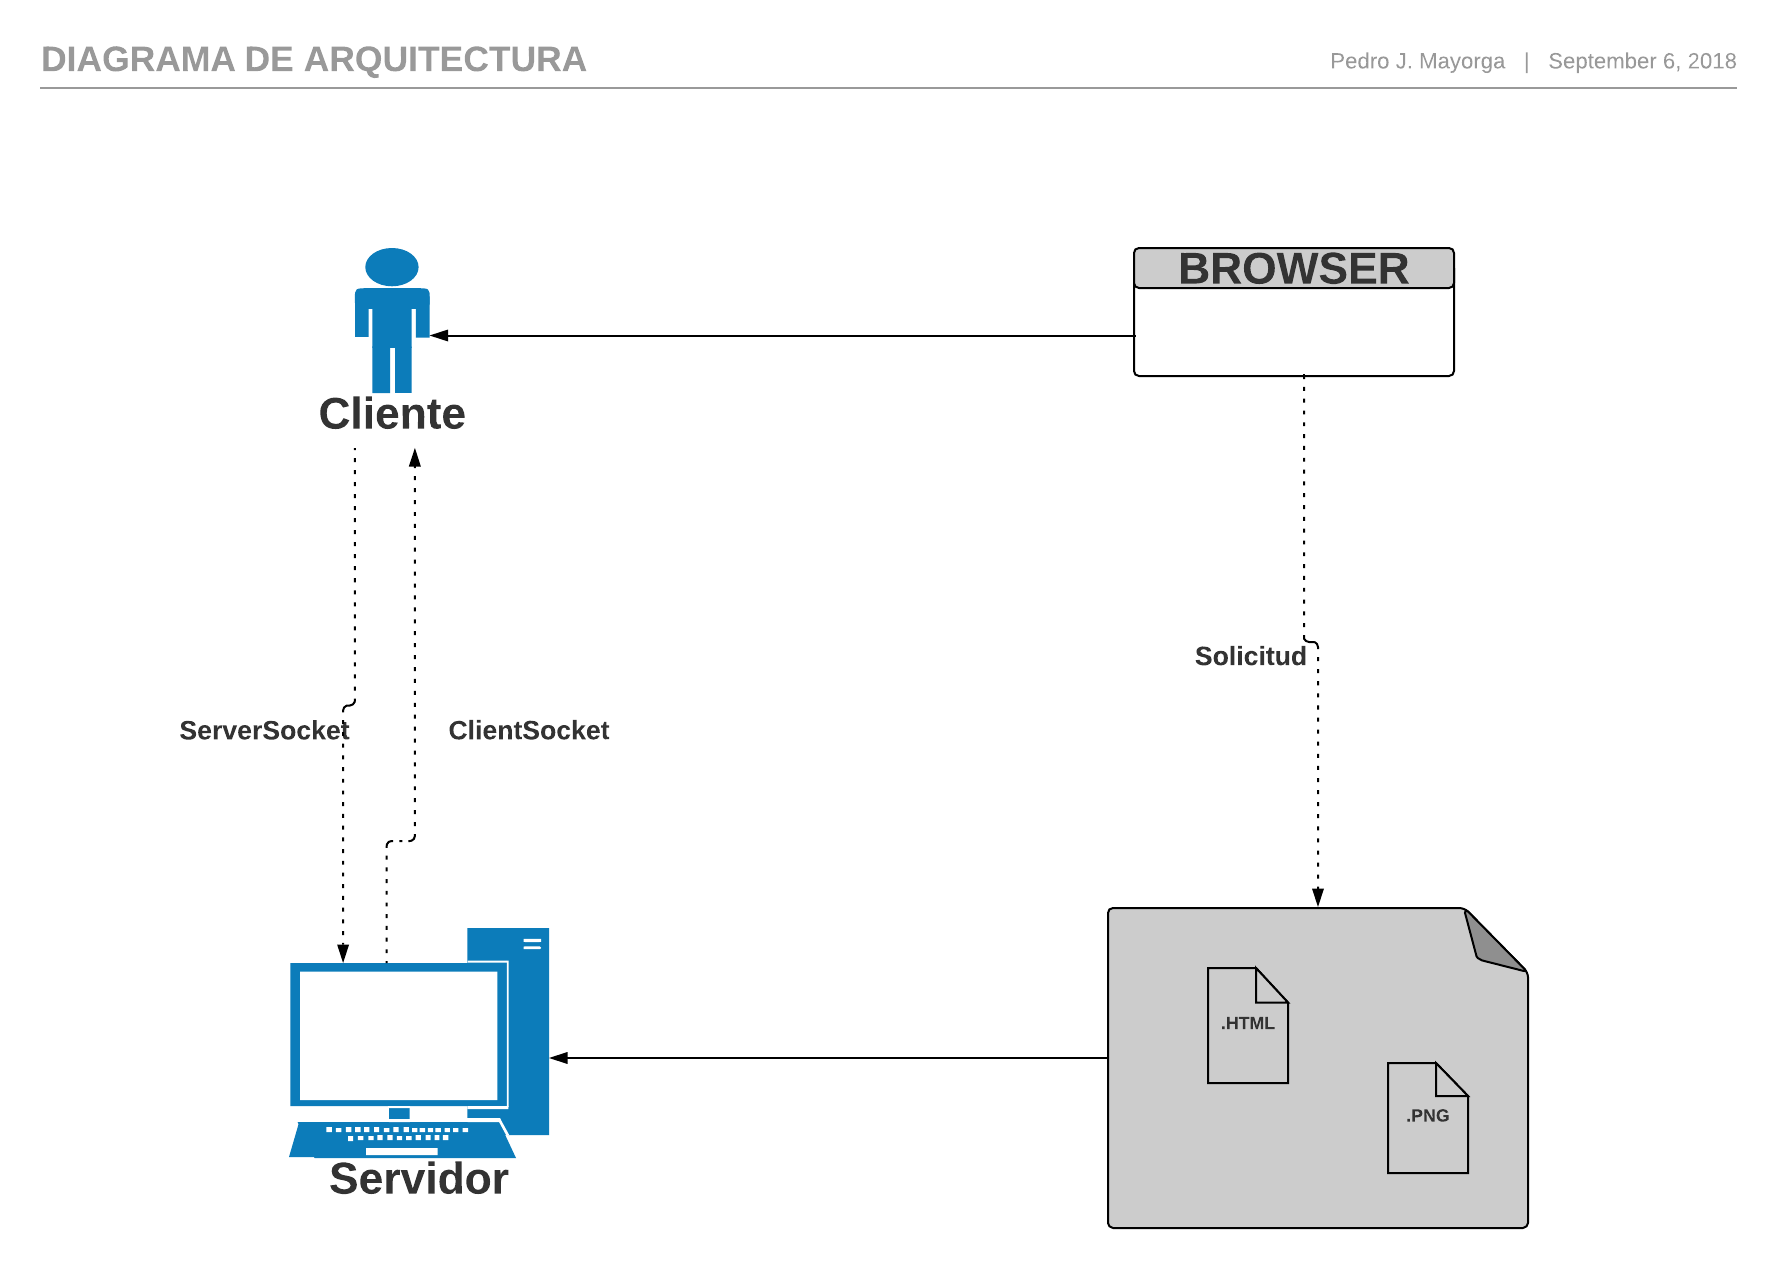 DIAGRAMA DE ARQUITECTURA
Pedro J. Mayorga | September 6, 2018
BROWSER
Cliente
Solicitud
ServerSocket
ClientSocket
.HTML
.PNG
Servidor